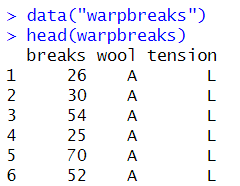 > data("warpbreaks")
> head(warpbreaks)
  breaks wool tension
1     26    A       L
2     30    A       L
3     54    A       L
4     25    A       L
5     70    A       L
6     52    A       L